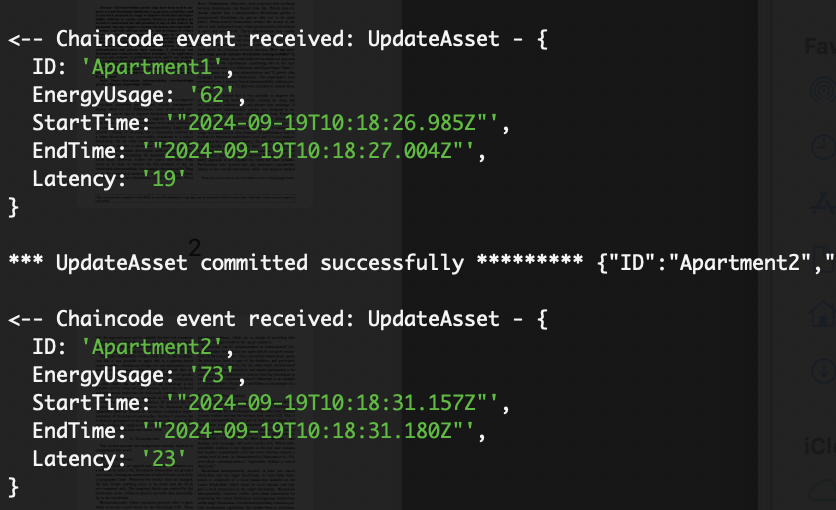 <-- Chaincode event received: UpdateAsset - {
ID: 'Apartment1',
EnergyUsage: '62',
StartTime: '"2024-09-19T10:18:26.985Z"',
EndTime: '"2024-09-19T10:18:27.004Z"',
Latency: '19'
}
2
*** UpdateAsset committed successfully ********* {"ID":"Apartment2","
<-- Chaincode event received: UpdateAsset - {
ID: 'Apartment2',
EnergyUsage: '73',
StartTime: '"2024-09-19T10:18:31.157Z"',
EndTime: '"2024-09-19T10:18:31.180Z"',
Latency: '23'
}